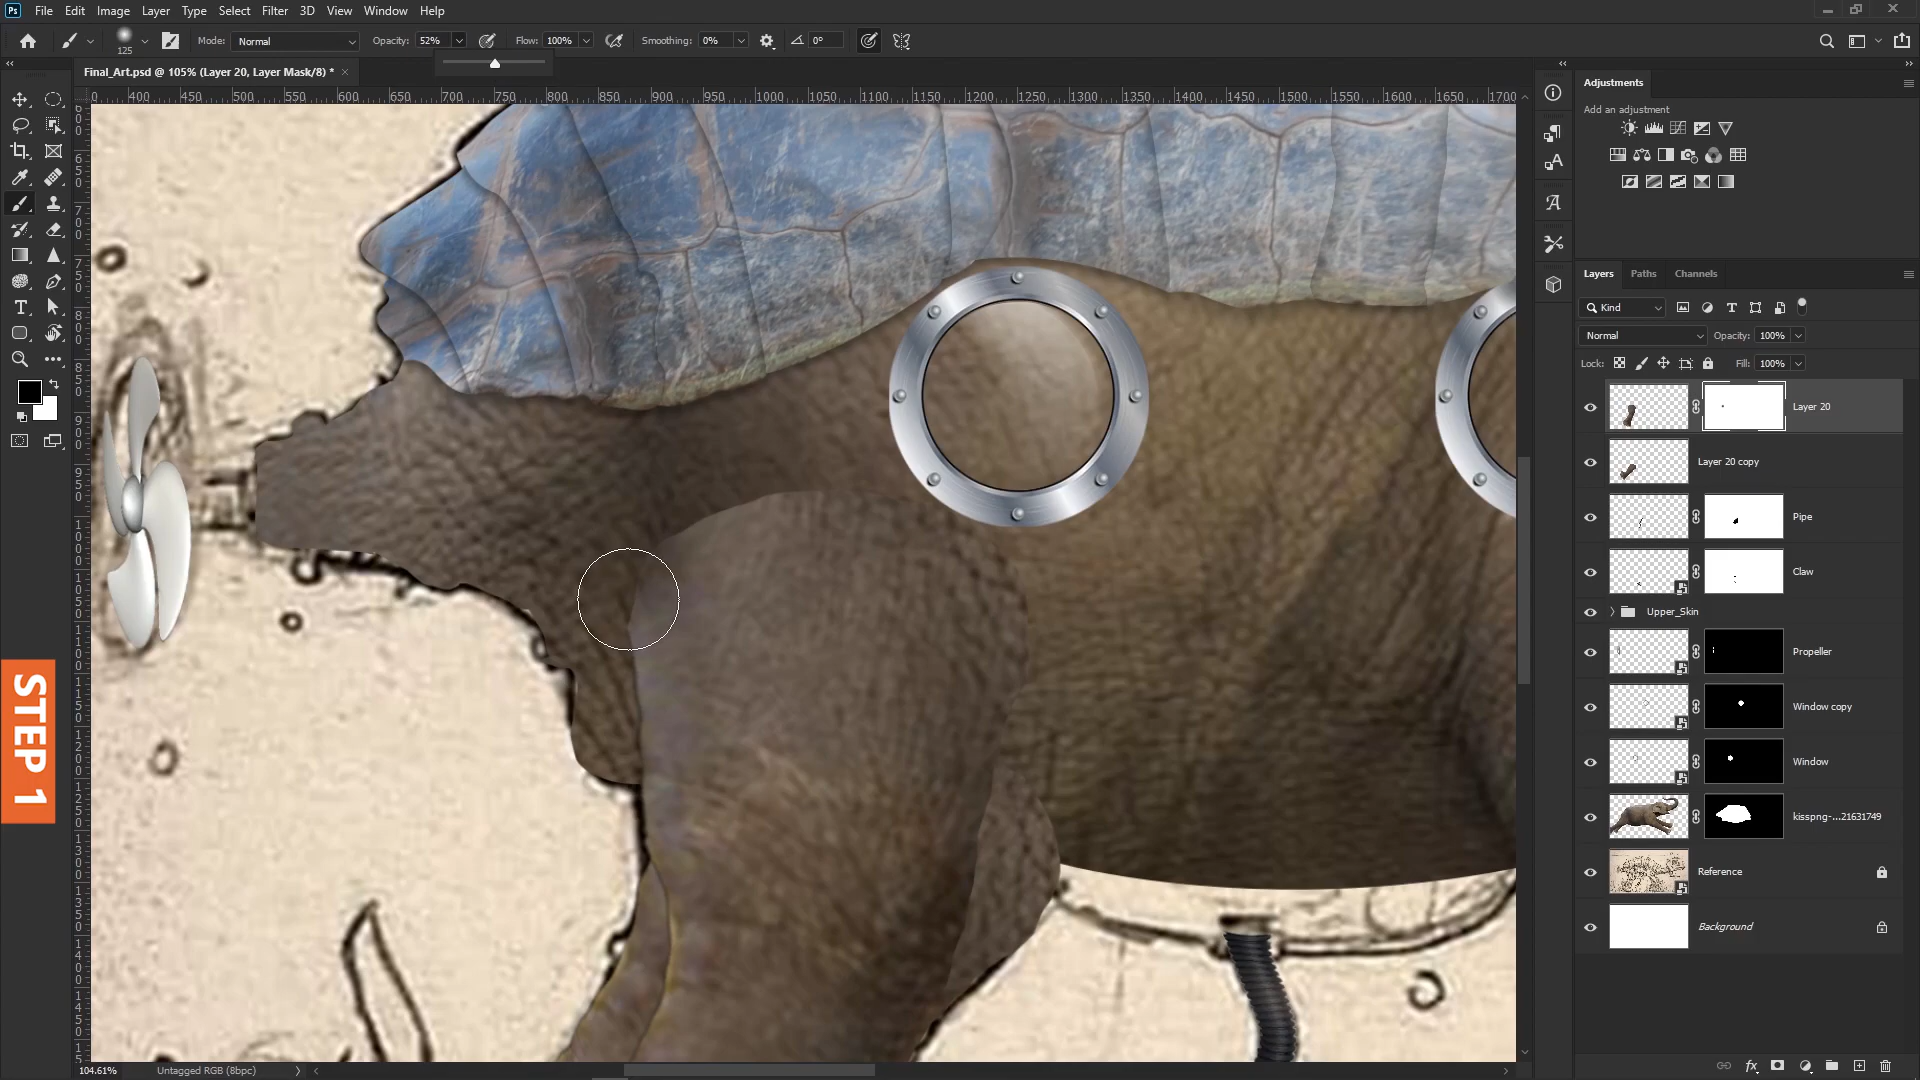 Ps File Edit Image Layer Type Select Filter 3D View Window Help
125 Mode: Normal Opacity: 52% Flow: 100% Smoothing: 0% 0°
Final_Art.psd @ 105% (Layer 20, Layer Mask/8) * ×
0 400 450 500 550 600 650 700 750 800 850 900 950 1000 1050 1100 1150 1200 1250 1300 1350 1400 1450 1500 1550 1600 1650 1700
STEP 1
104.61% Untagged RGB (8bpc)
Adjustments
Add an adjustment
Layers Paths Channels
Kind
Normal Opacity: 100%
Lock: Fill: 100%
Layer 20
Layer 20 copy
Pipe
Claw
Upper_Skin
Propeller
Window copy
Window
kisspng-...21631749
Reference
Background